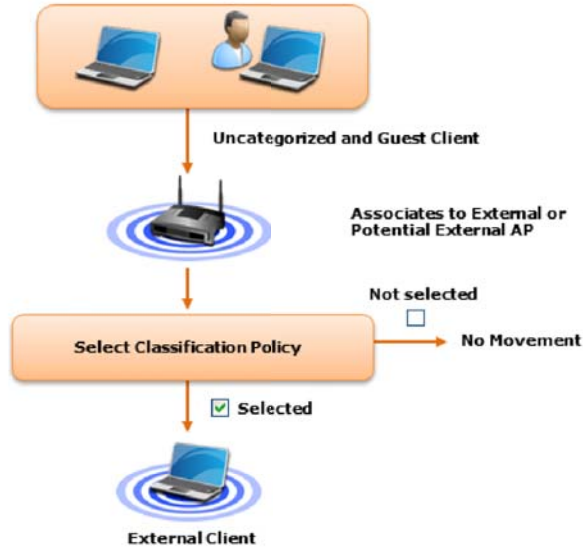 Uncategorized and Guest Client
Associates to External or
Potential External AP
Not selected
Select Classification Policy
No Movement
Selected
External Client